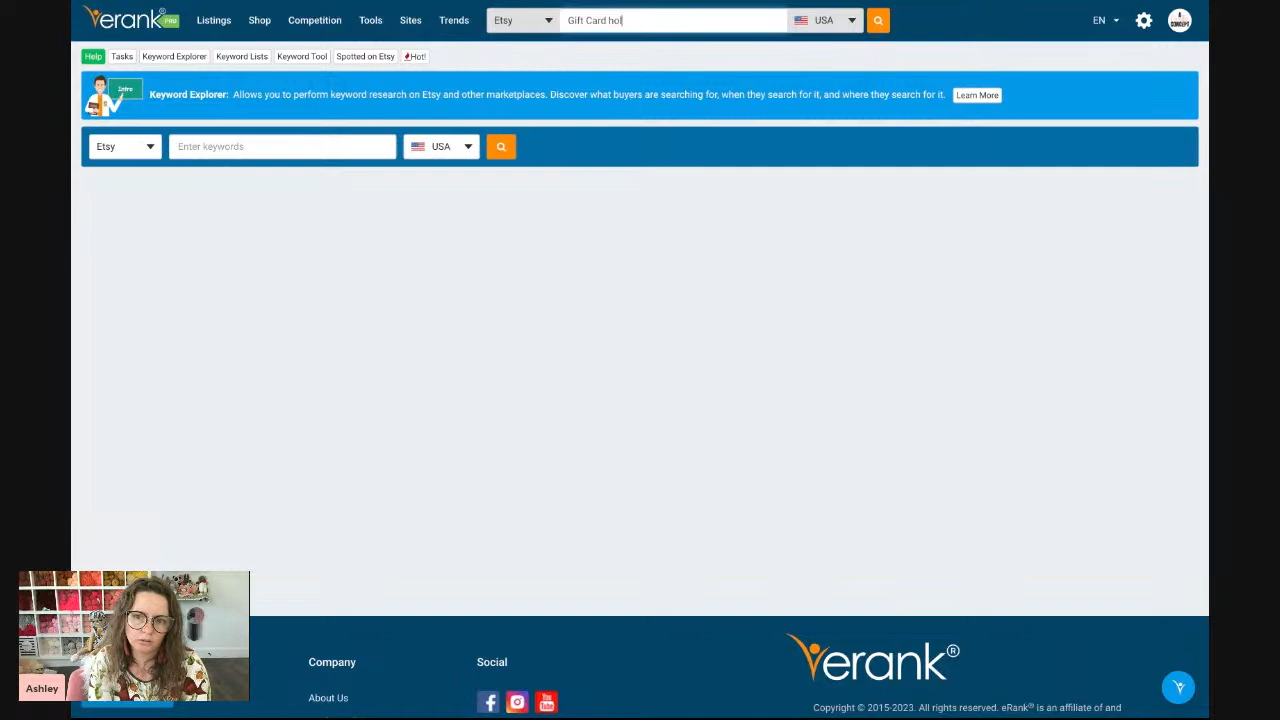 erank® PRO
Listings Shop Competition Tools Sites Trends Etsy Gift Card hol USA EN A CONCEPT
Help Tasks Keyword Explorer Keyword Lists Keyword Tool Spotted on Etsy Hot!
Intro
Keyword Explorer: Allows you to perform keyword research on Etsy and other marketplaces. Discover what buyers are searching for, when they search for it, and where they search for it. Learn More
Etsy Enter keywords USA
Company Social erank®
Ashley
About Us
Copyright © 2015-2023. All rights reserved. eRank® is an affiliate of and